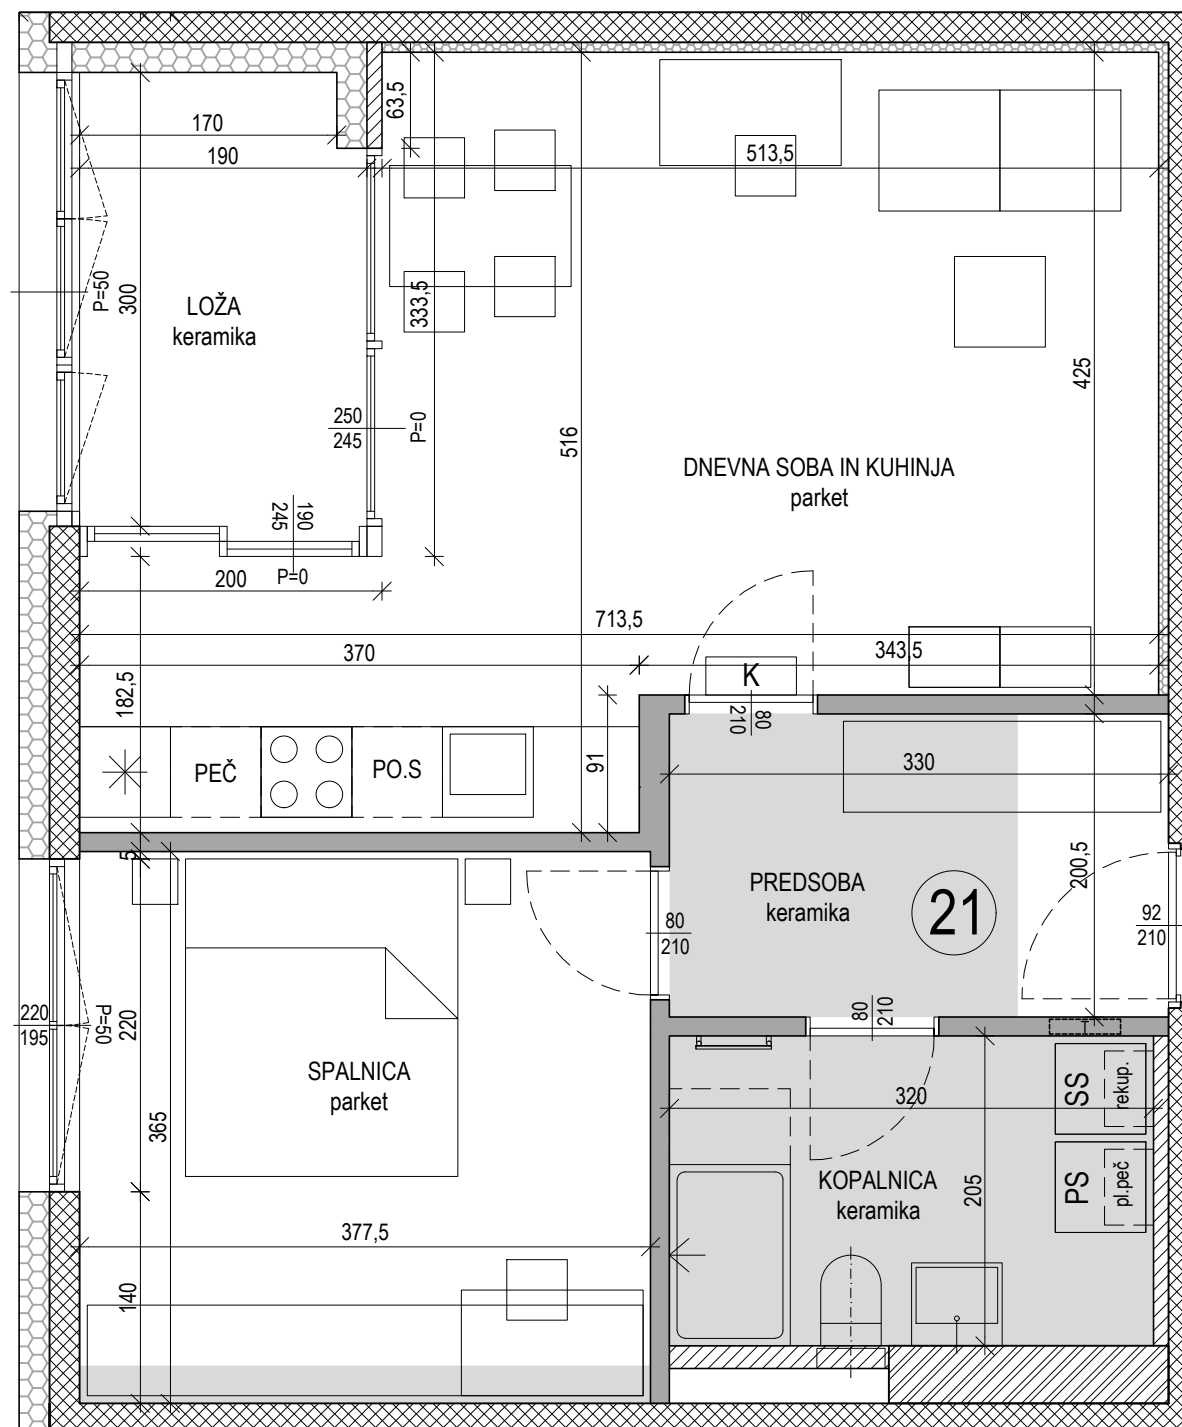 170
63,5
190
513,5
P=50
300
LOŽA
keramika
333,5
425
250
245
P=0
516
DNEVNA SOBA IN KUHINJA
parket
190
245
P=0
200
713,5
370
343,5
182,5
K
80
210
91
PEČ
PO.S
330
5
PREDSOBA
keramika
21
200,5
80
210
92
210
220
195
P=50
220
80
210
T
SPALNICA
parket
365
320
SS
rekup.
KOPALNICA
keramika
205
PS
pl.peč
377,5
140